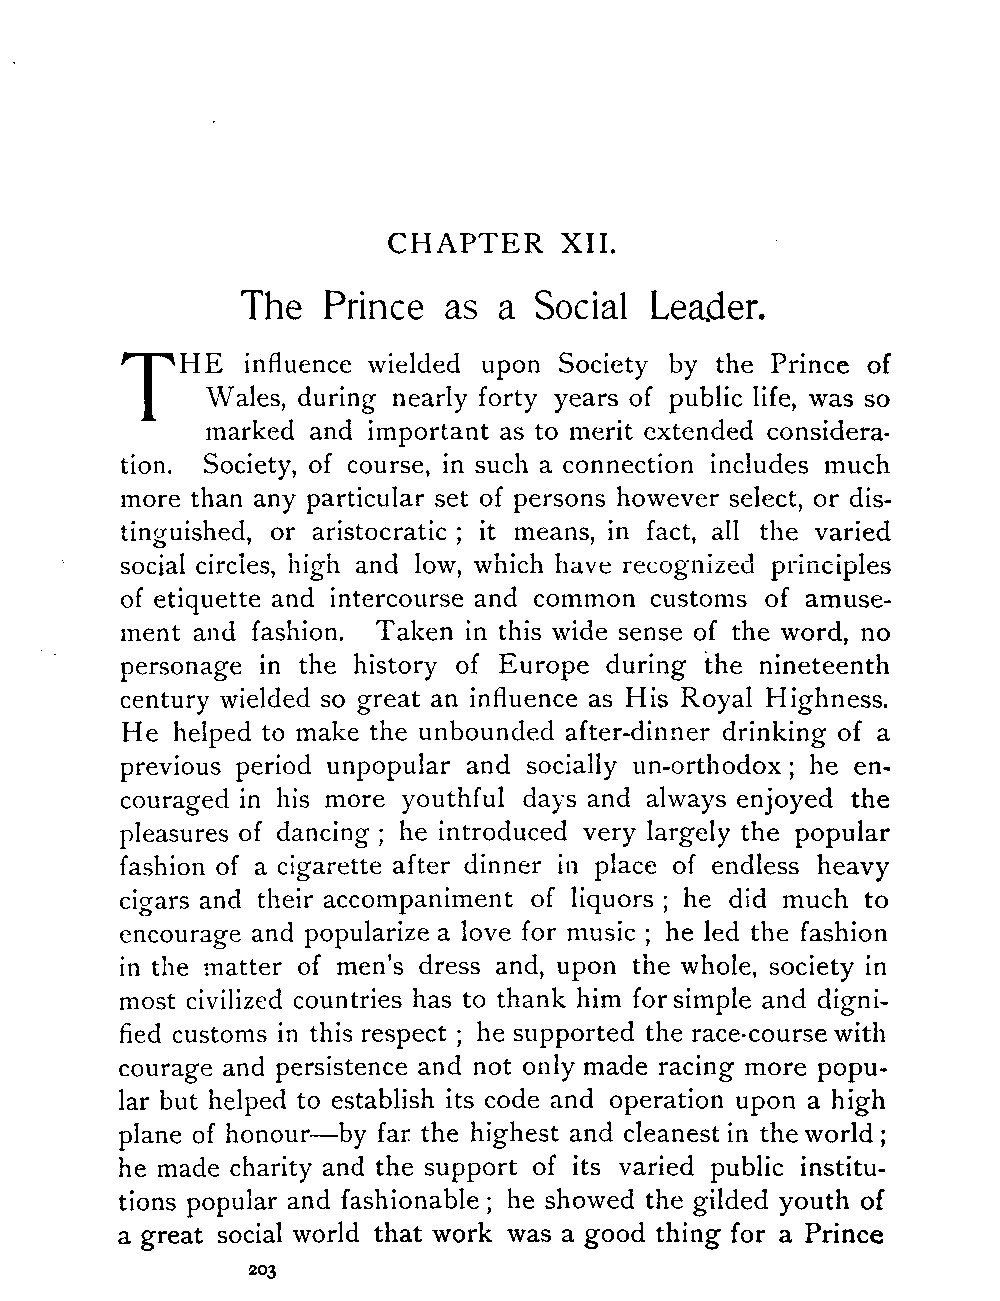 CHAPTER XII.
The Prince as a Social Leader.
THE influence wielded upon Society by the Prince of
Wales, during nearly forty years of public life, was so
marked and important as to merit extended considera-
tion. Society, of course, in such a connection includes much
more than any particular set of persons however select, or dis-
tinguished, or aristocratic ; it means, in fact, all the varied
social circles, high and low, which have recognized principles
of etiquette and intercourse and common customs of amuse-
ment and fashion. Taken in this wide sense of the word, no
personage in the history of Europe during the nineteenth
century wielded so great an influence as His Royal Highness.
He helped to make the unbounded after-dinner drinking of a
previous period unpopular and socially un-orthodox ; he en-
couraged in his more youthful days and always enjoyed the
pleasures of dancing ; he introduced very largely the popular
fashion of a cigarette after dinner in place of endless heavy
cigars and their accompaniment of liquors ; he did much to
encourage and popularize a love for music ; he led the fashion
in the matter of men's dress and, upon the whole, society in
most civilized countries has to thank him for simple and digni-
fied customs in this respect ; he supported the race-course with
courage and persistence and not only made racing more popu-
lar but helped to establish its code and operation upon a high
plane of honour—by far the highest and cleanest in the world ;
he made charity and the support of its varied public institu-
tions popular and fashionable ; he showed the gilded youth of
a great social world that work was a good thing for a Prince
203